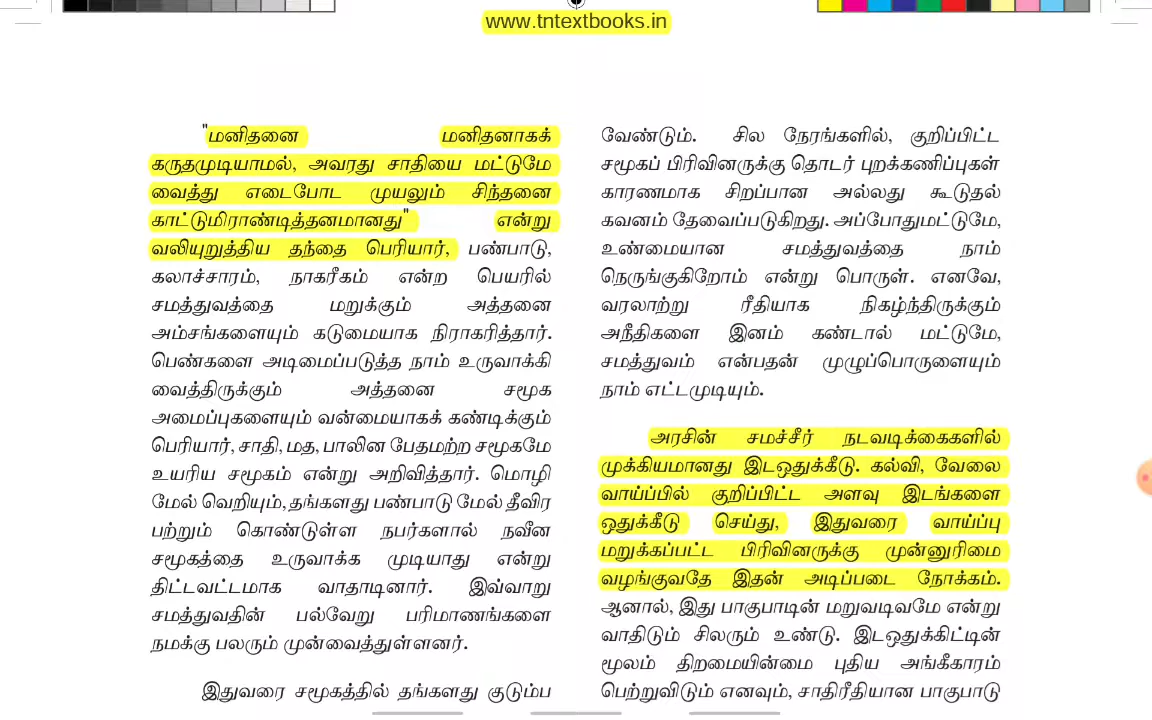 www.tntextbooks.in
"மனிதனை மனிதனாகக்
கருதமுடியாமல், அவரது சாதியை மட்டுமே
வைத்து எடைபோட முயலும் சிந்தனை
காட்டுமிராண்டித்தனமானது" என்று
வலியுறுத்திய தந்தை பெரியார், பண்பாடு,
கலாச்சாரம், நாகரீகம் என்ற பெயரில்
சமத்துவத்தை மறுக்கும் அத்தனை
அம்சங்களையும் கடுமையாக நிராகரித்தார்.
பெண்களை அடிமைப்படுத்த நாம் உருவாக்கி
வைத்திருக்கும் அத்தனை சமூக
அமைப்புகளையும் வன்மையாகக் கண்டிக்கும்
பெரியார், சாதி, மத, பாலின பேதமற்ற சமூகமே
உயரிய சமூகம் என்று அறிவித்தார். மொழி
மேல் வெறியும், தங்களது பண்பாடு மேல் தீவிர
பற்றும் கொண்டுள்ள நபர்களால் நவீன
சமூகத்தை உருவாக்க முடியாது என்று
திட்டவட்டமாக வாதாடினார். இவ்வாறு
சமத்துவதின் பல்வேறு பரிமாணங்களை
நமக்கு பலரும் முன்வைத்துள்ளனர்.
இதுவரை சமூகத்தில் தங்களது குடும்ப
வேண்டும். சில நேரங்களில், குறிப்பிட்ட
சமூகப் பிரிவினருக்கு தொடர் புறக்கணிப்புகள்
காரணமாக சிறப்பான அல்லது கூடுதல்
கவனம் தேவைப்படுகிறது. அப்போதுமட்டுமே,
உண்மையான சமத்துவத்தை நாம்
நெருங்குகிறோம் என்று பொருள். எனவே,
வரலாற்று ரீதியாக நிகழ்ந்திருக்கும்
அநீதிகளை இனம் கண்டால் மட்டுமே,
சமத்துவம் என்பதன் முழுப்பொருளையும்
நாம் எட்டமுடியும்.
அரசின் சமச்சீர் நடவடிக்கைகளில்
முக்கியமானது இடஒதுக்கீடு. கல்வி, வேலை
வாய்ப்பில் குறிப்பிட்ட அளவு இடங்களை
ஒதுக்கீடு செய்து, இதுவரை வாய்ப்பு
மறுக்கப்பட்ட பிரிவினருக்கு முன்னுரிமை
வழங்குவதே இதன் அடிப்படை நோக்கம்.
ஆனால், இது பாகுபாடின் மறுவடிவமே என்று
வாதிடும் சிலரும் உண்டு. இடஒதுக்கிட்டின்
மூலம் திறமையின்மை புதிய அங்கீகாரம்
பெற்றுவிடும் எனவும், சாதிரீதியான பாகுபாடு